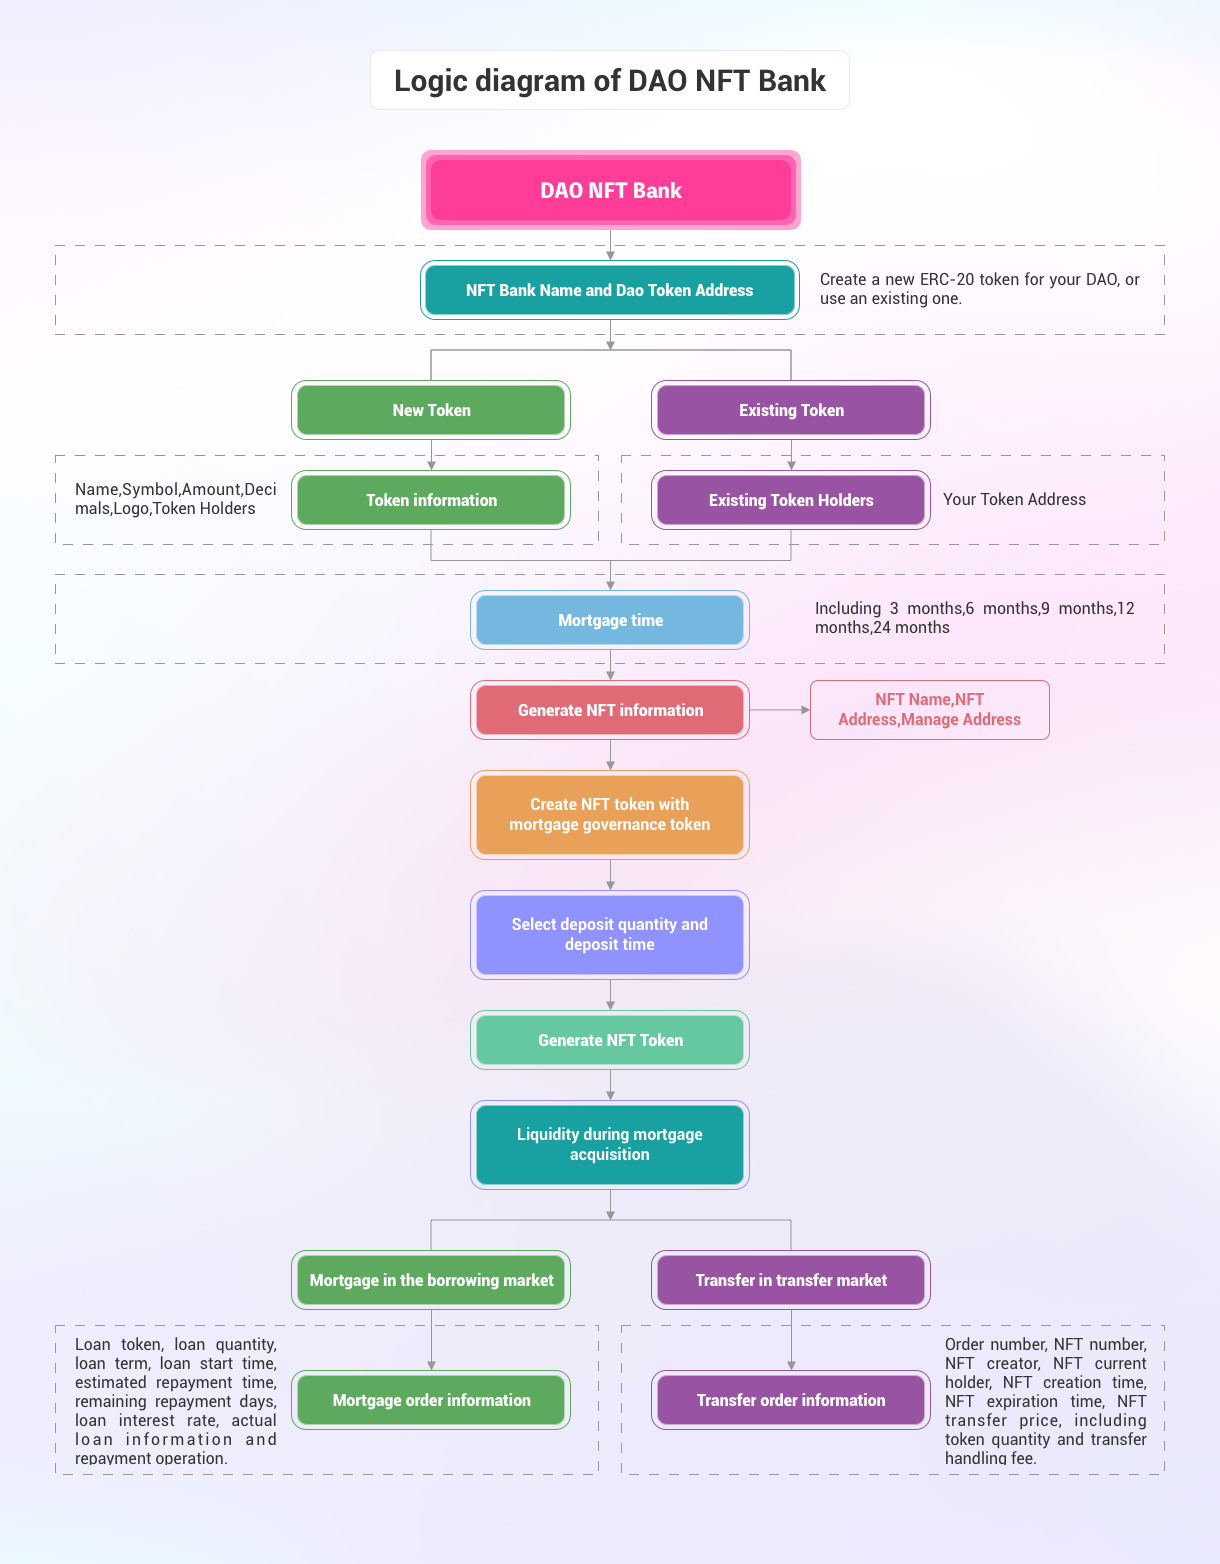 Logic diagram of DAO NFT Bank
DAO NFT Bank
NFT Bank Name and Dao Token Address
Create a new ERC-20 token for your DAO, or
use an existing one.
New Token
Existing Token
Name,Symbol,Amount,Deci
mals,Logo,Token Holders
Token information
Existing Token Holders
Your Token Address
Mortgage time
Including 3 months,6 months,9 months,12
months,24 months
Generate NFT information
NFT Name,NFT
Address,Manage Address
Create NFT token with
mortgage governance token
Select deposit quantity and
deposit time
Generate NFT Token
Liquidity during mortgage
acquisition
Mortgage in the borrowing market
Transfer in transfer market
Loan token, loan quantity,
loan term, loan start time,
estimated repayment time,
remaining repayment days,
loan interest rate, actual
loan information and
repayment operation.
Mortgage order information
Transfer order information
Order number, NFT number,
NFT creator, NFT current
holder, NFT creation time,
NFT expiration time, NFT
transfer price, including
token quantity and transfer
handling fee.